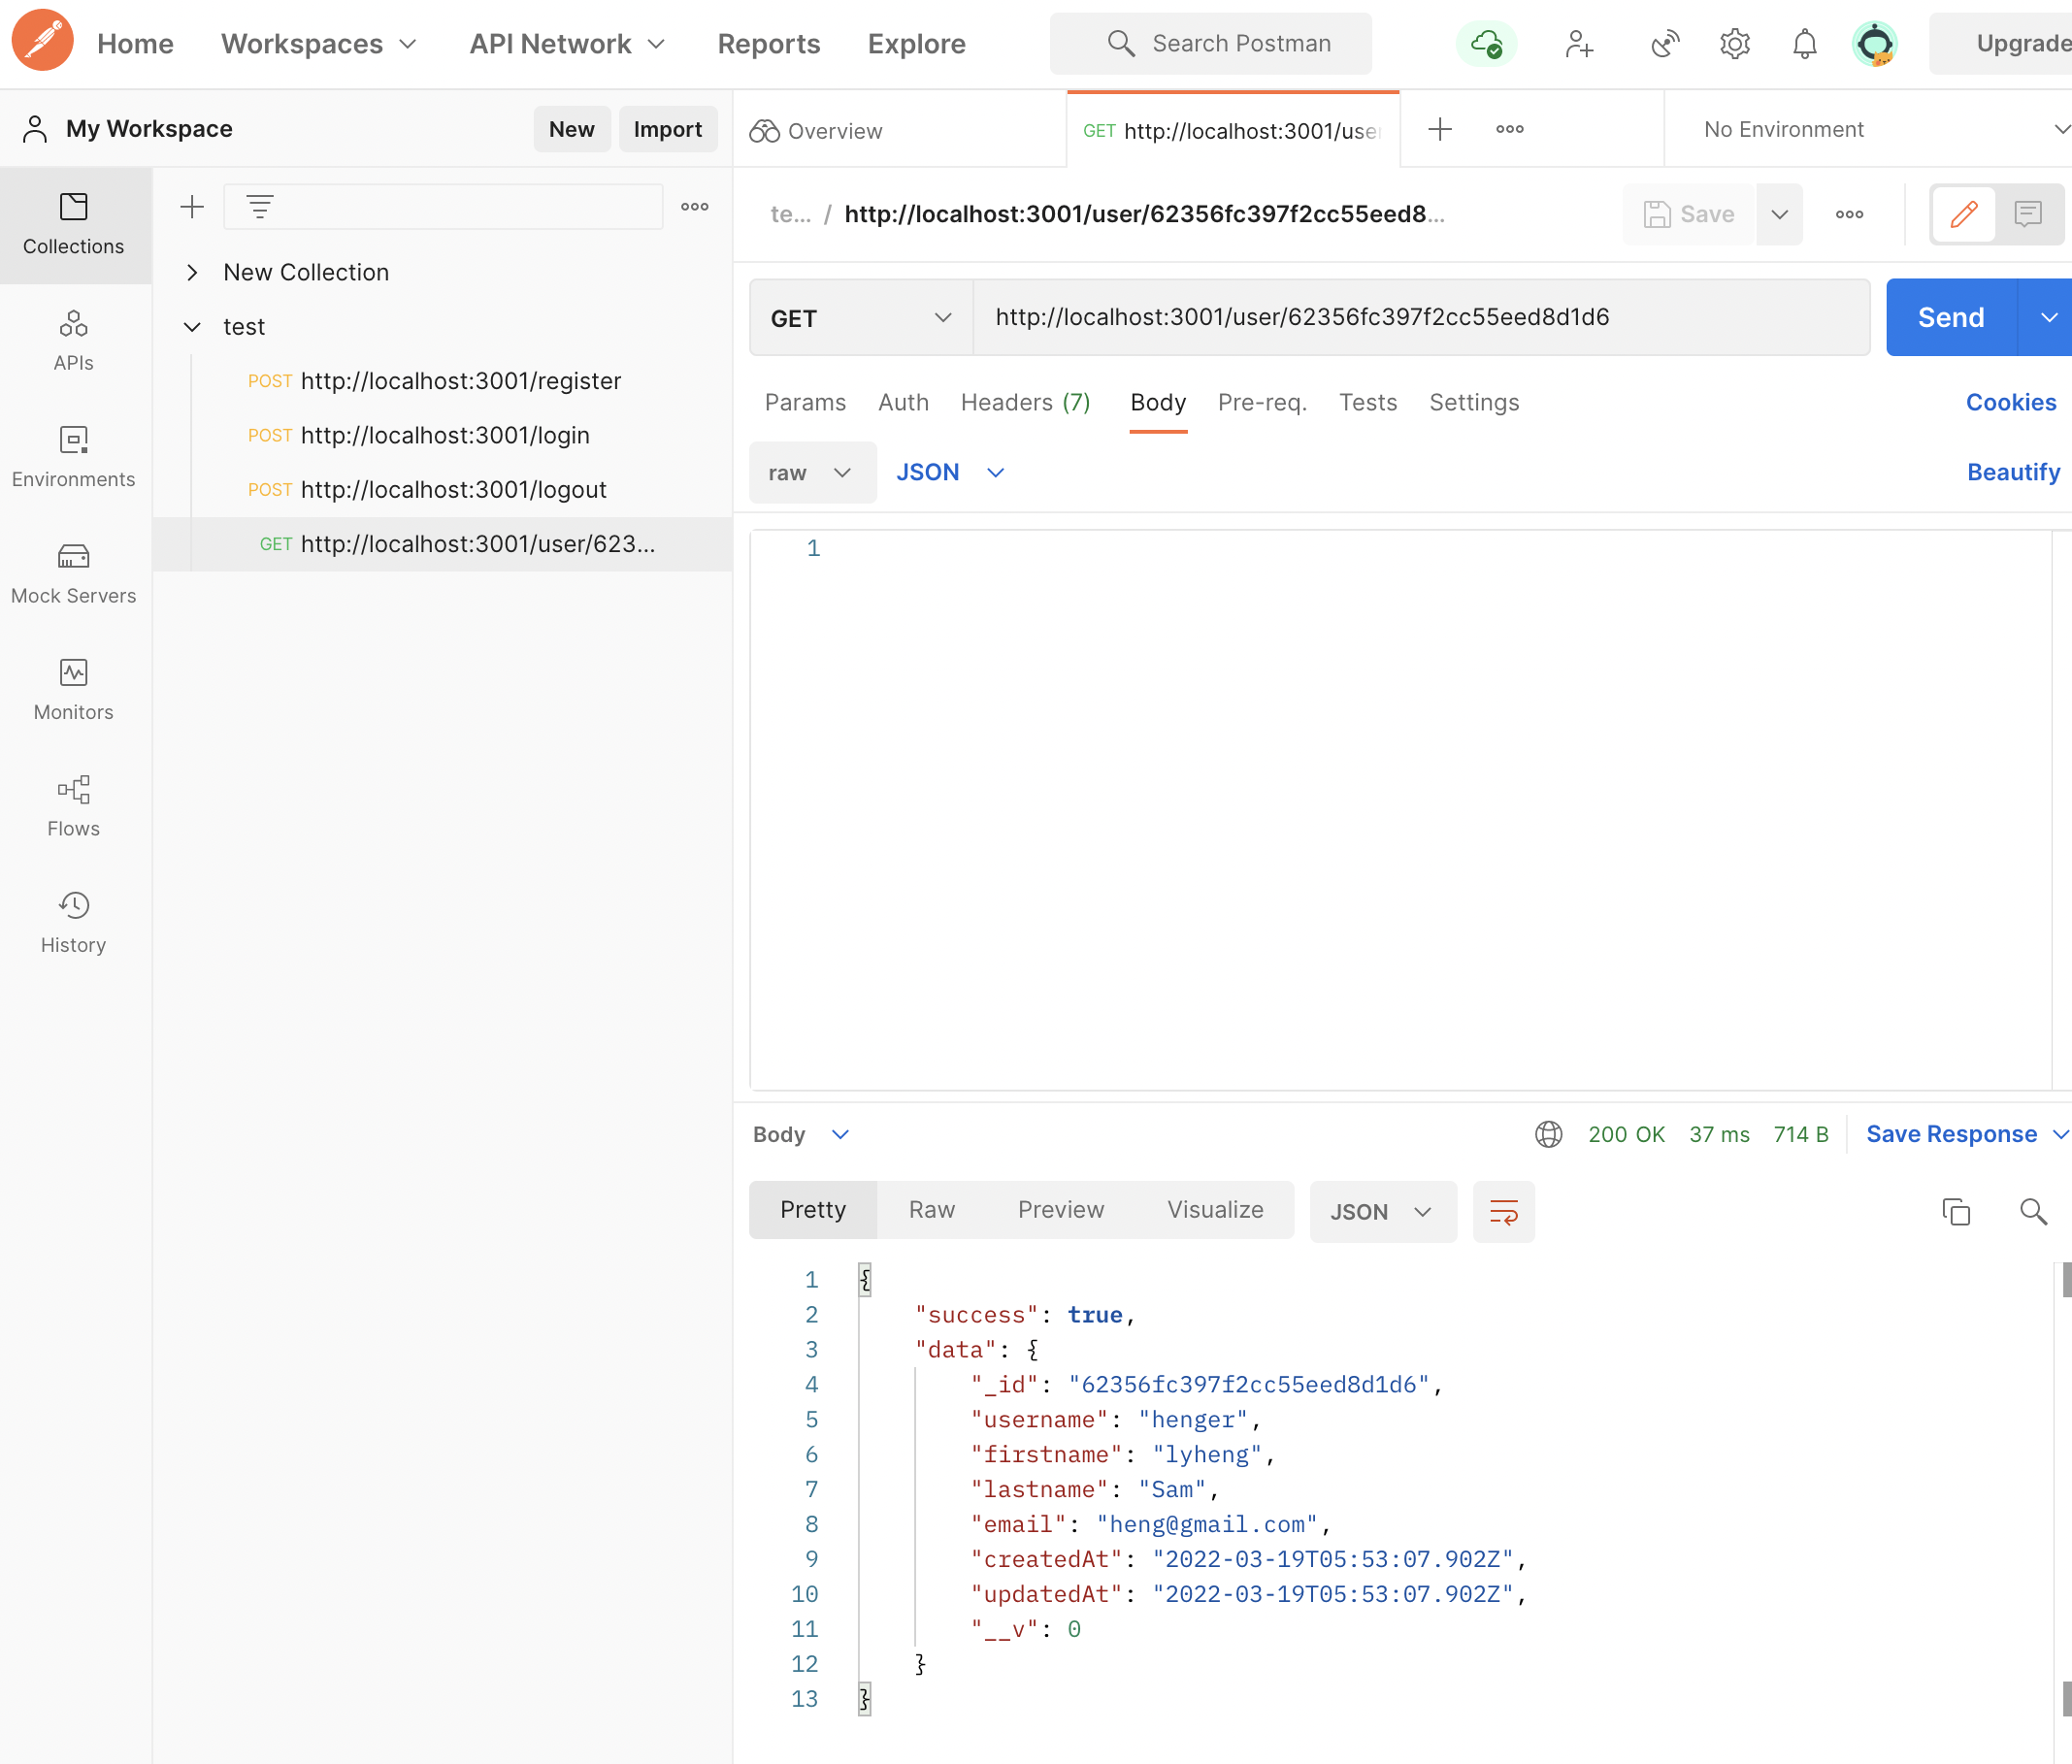 Home Workspaces API Network Reports Explore Search Postman Upgrade
My Workspace New Import Overview GET http://localhost:3001/use No Environment
Collections
APIs
Environments
Mock Servers
Monitors
Flows
History
New Collection
test
POST http://localhost:3001/register
POST http://localhost:3001/login
POST http://localhost:3001/logout
GET http://localhost:3001/user/623...
te... / http://localhost:3001/user/62356fc397f2cc55eed8... Save
GET http://localhost:3001/user/62356fc397f2cc55eed8d1d6 Send
Params Auth Headers (7) Body Pre-req. Tests Settings Cookies
raw JSON Beautify
1
Body 200 OK 37 ms 714 B Save Response
Pretty Raw Preview Visualize JSON
1 {
2 "success": true,
3 "data": {
4 "_id": "62356fc397f2cc55eed8d1d6",
5 "username": "henger",
6 "firstname": "lyheng",
7 "lastname": "Sam",
8 "email": "heng@gmail.com",
9 "createdAt": "2022-03-19T05:53:07.902Z",
10 "updatedAt": "2022-03-19T05:53:07.902Z",
11 "__v": 0
12 }
13 }